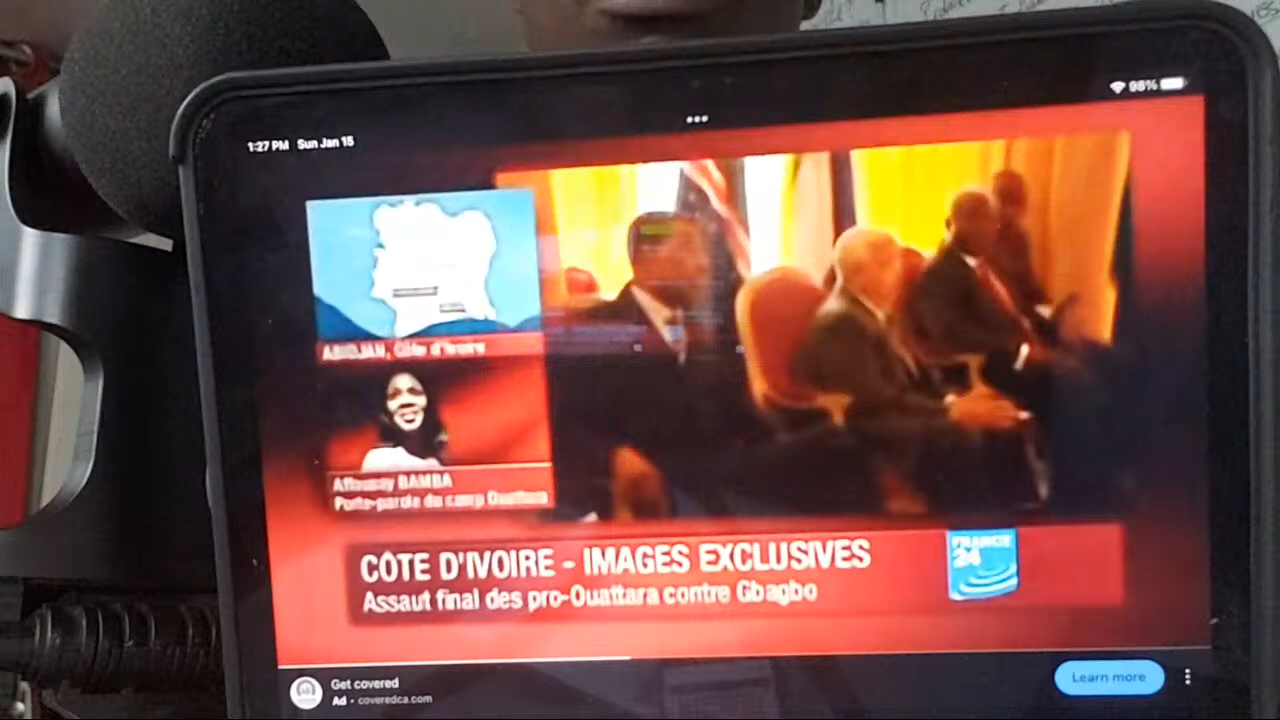 98%
1:27 PM Sun Jan 15
ABIDJAN, Côte d'Ivoire
Affoussy BAMBA
Porte-parole du camp Ouattara
CÔTE D'IVOIRE - IMAGES EXCLUSIVES
Assaut final des pro-Ouattara contre Gbagbo
FRANCE
24
Get covered
Ad · coveredca.com
Learn more